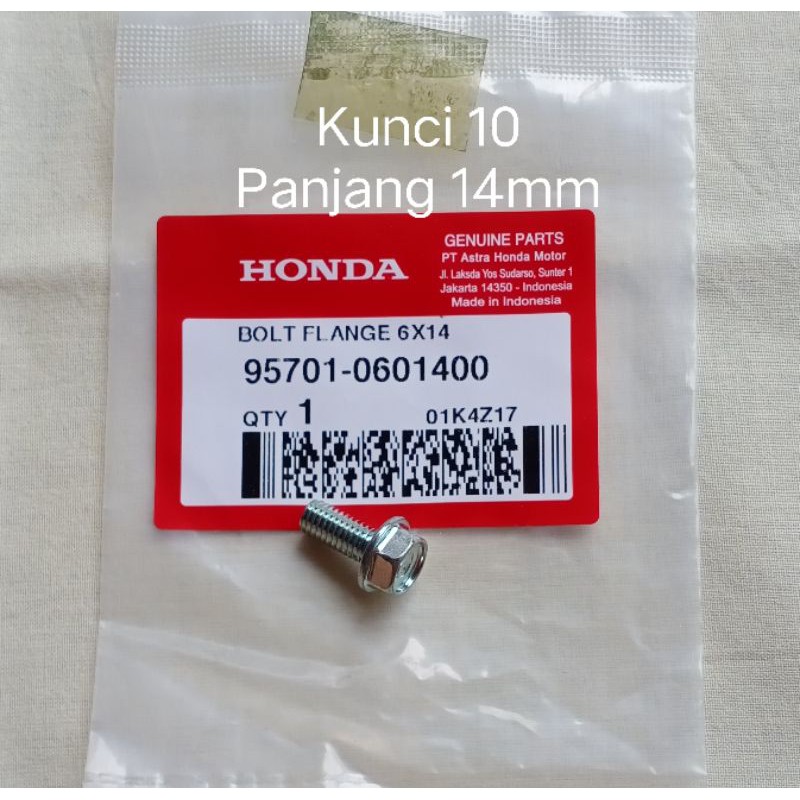 Kunci 10
Panjang 14mm
HONDA
GENUINE PARTS
PT Astra Honda Motor
Jl. Laksda Yos Sudarso, Sunter 1
Jakarta 14350 - Indonesia
Made in Indonesia
BOLT FLANGE 6X14
95701-0601400
QTY 1 01K4Z17